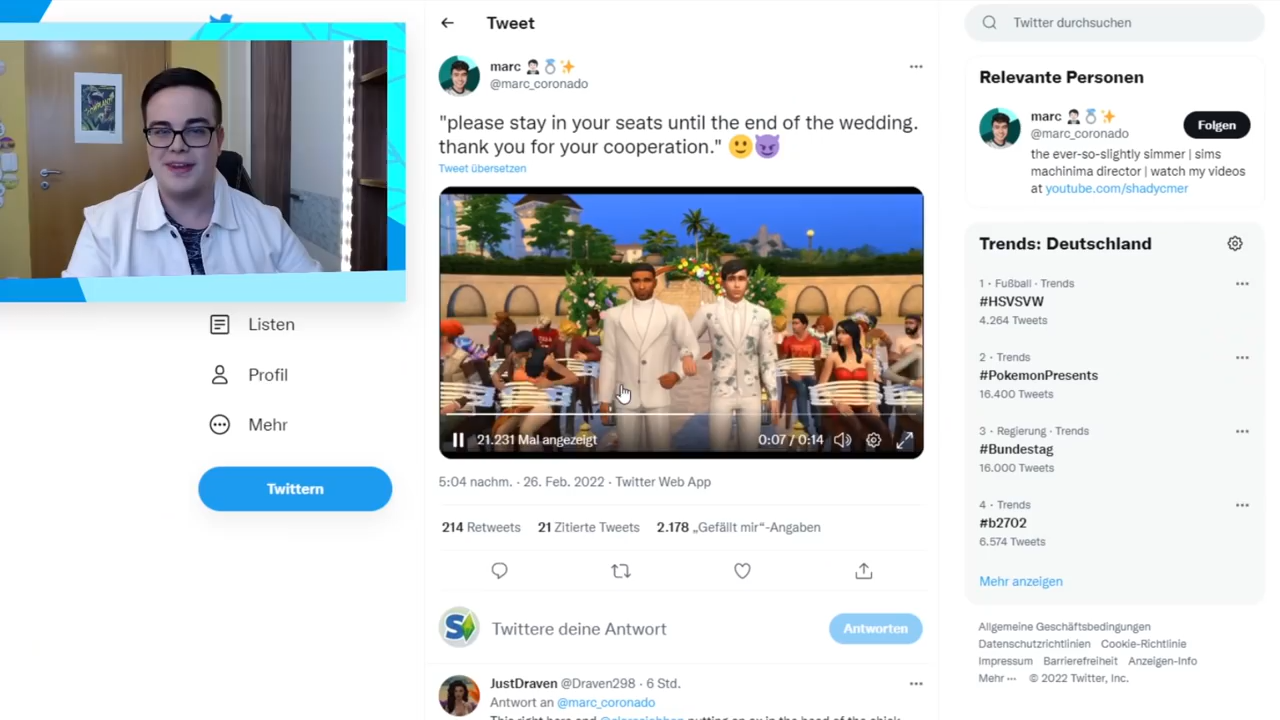 Tweet
marc
@marc_coronado
"please stay in your seats until the end of the wedding.
thank you for your cooperation."
Tweet übersetzen
21.231 Mal angezeigt
0:07 / 0:14
5:04 nachm. · 26. Feb. 2022 · Twitter Web App
214 Retweets 21 Zitierte Tweets 2.178 „Gefällt mir“-Angaben
Twittere deine Antwort
Antworten
JustDraven @Draven298 · 6 Std.
Antwort an @marc_coronado
Listen
Profil
Mehr
Twittern
Twitter durchsuchen
Relevante Personen
marc
@marc_coronado
Folgen
the ever-so-slightly simmer | sims
machinima director | watch my videos
at youtube.com/shadycmer
Trends: Deutschland
1 · Fußball · Trends
#HSVSVW
4.264 Tweets
2 · Trends
#PokemonPresents
16.400 Tweets
3 · Regierung · Trends
#Bundestag
16.000 Tweets
4 · Trends
#b2702
6.574 Tweets
Mehr anzeigen
Allgemeine Geschäftsbedingungen
Datenschutzrichtlinien Cookie-Richtlinie
Impressum Barrierefreiheit Anzeigen-Info
Mehr ··· © 2022 Twitter, Inc.